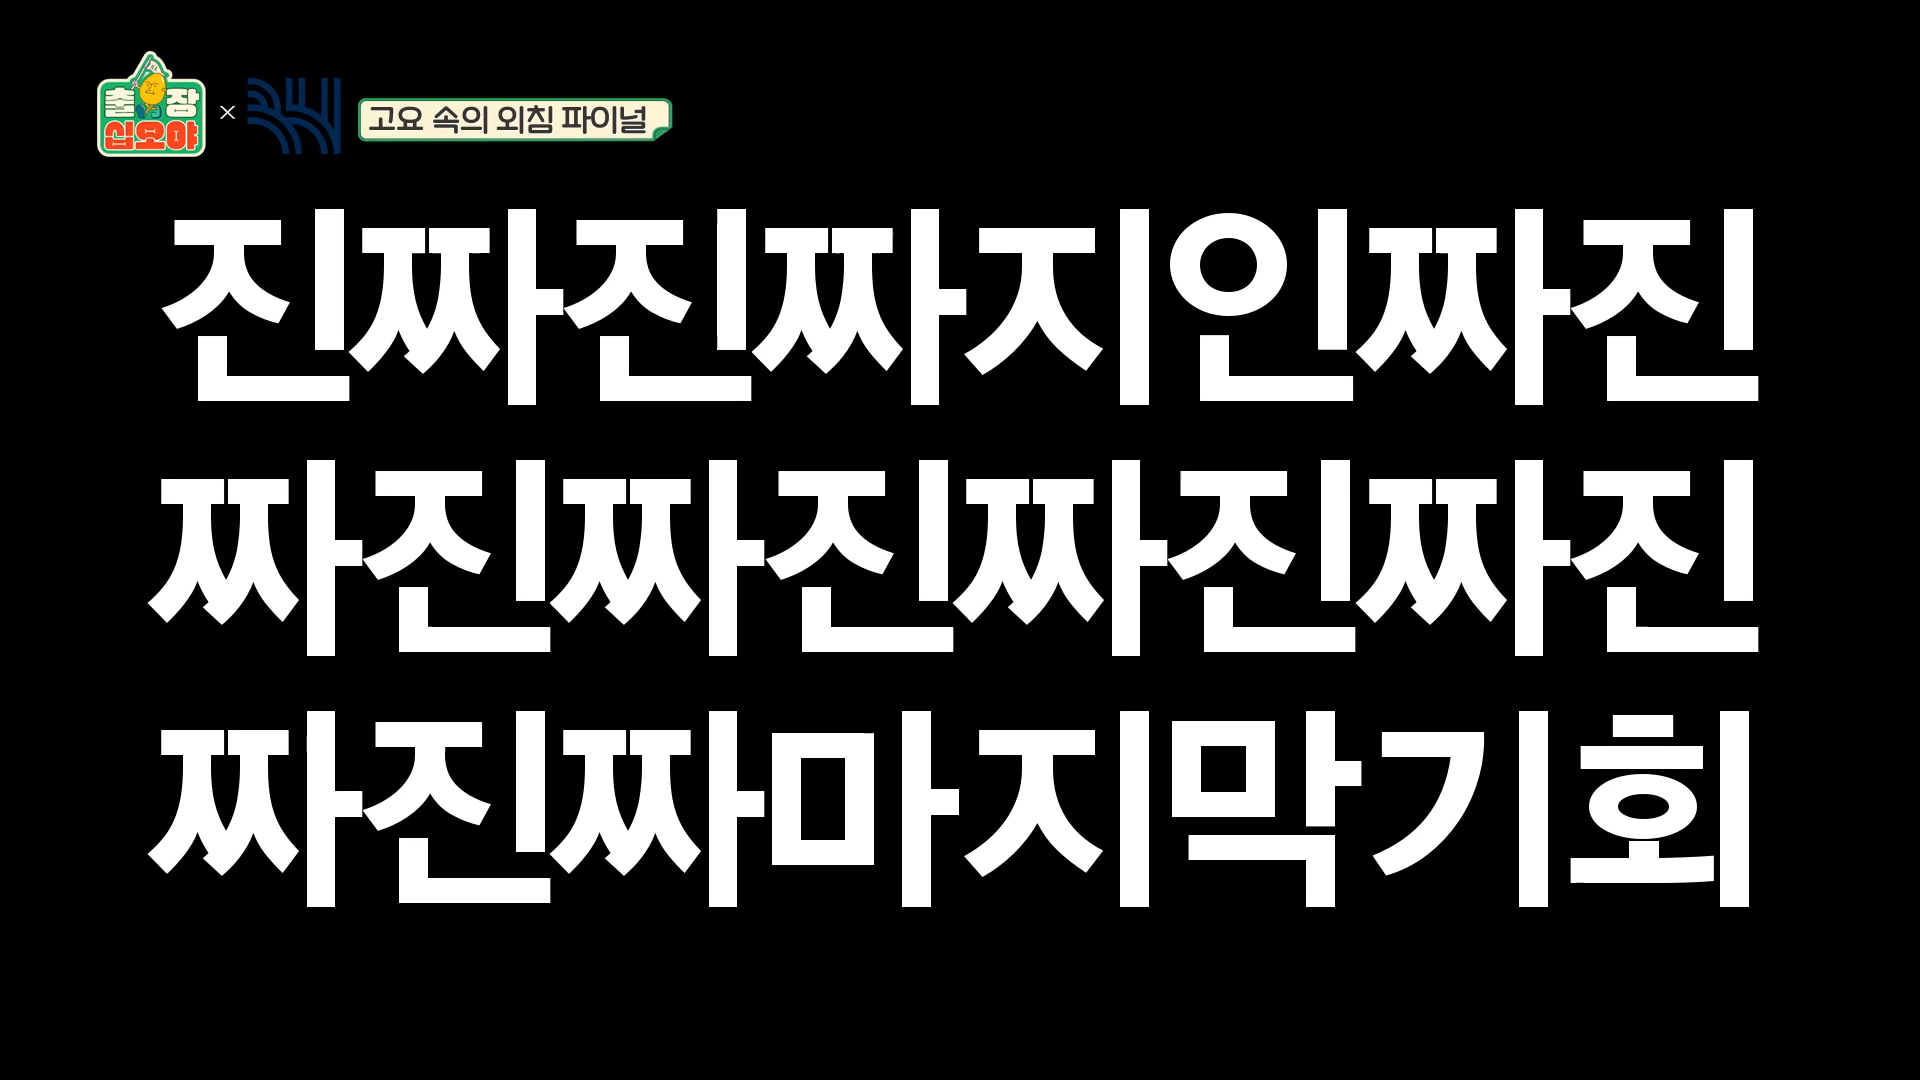 출장
십오야
×
고요 속의 외침 파이널
진짜진짜지인짜진
짜진짜진짜진짜진
짜진짜마지막기회